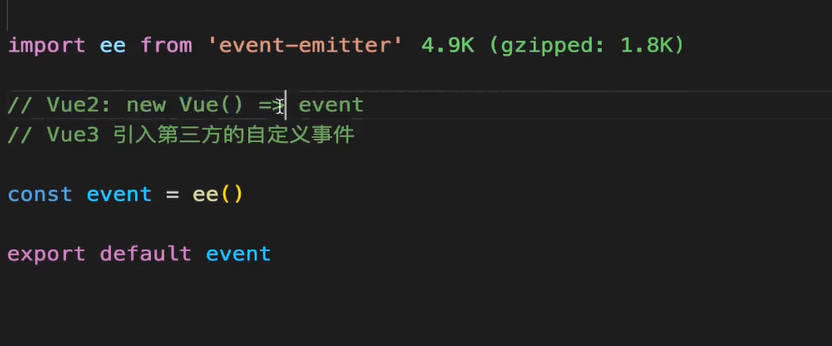 import ee from 'event-emitter' 4.9K (gzipped: 1.8K)
// Vue2: new Vue() => event
// Vue3 引入第三方的自定义事件
const event = ee()
export default event